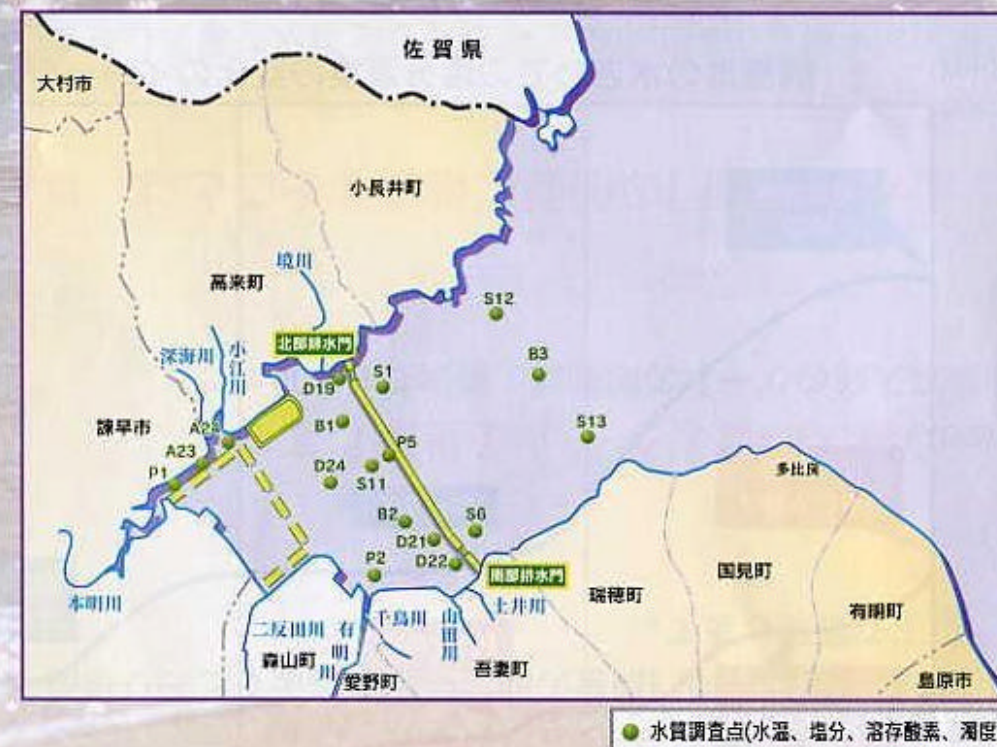 佐賀県
大村市
小長井町
高来町
境川
S12
北部排水門
小江川
深海川
B3
D19
S1
諫早市
B1
S13
A23
P5
P1
D24
S11
多比良
B2
S6
D21
D22
P2
南部排水門
国見町
瑞穂町
本明川
土井川
有明町
千鳥川
山田川
二反田川
有明川
森山町
吾妻町
愛野町
島原市
水質調査点(水温、塩分、溶存酸素、濁度